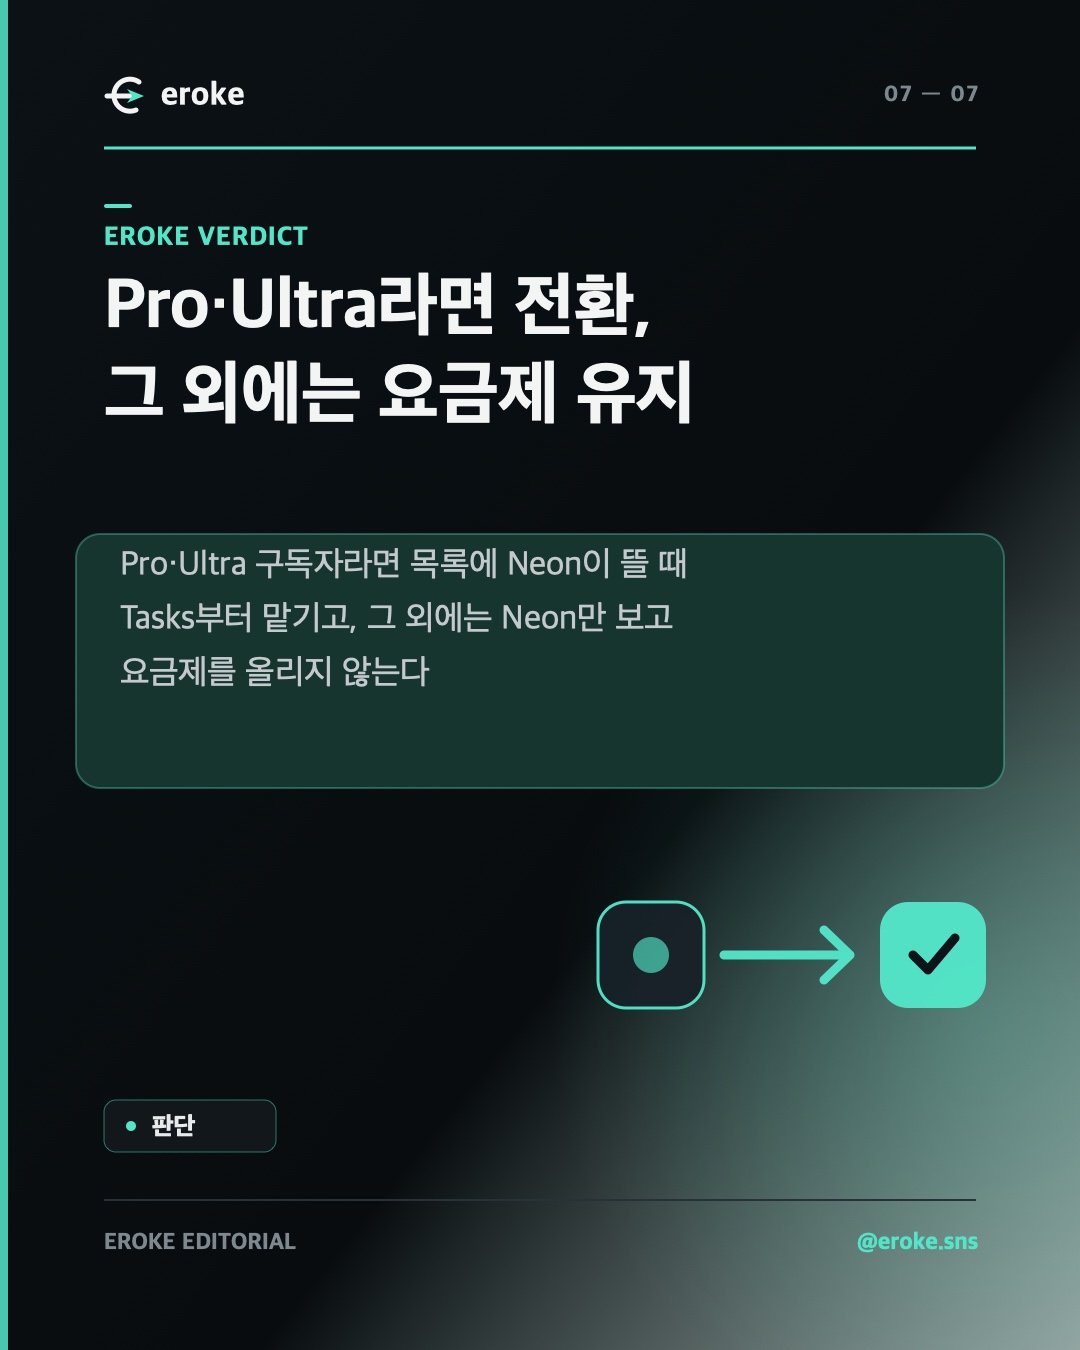 eroke
07 — 07
EROKE VERDICT
Pro·Ultra라면 전환,
그 외에는 요금제 유지
Pro·Ultra 구독자라면 목록에 Neon이 뜰 때
Tasks부터 맡기고, 그 외에는 Neon만 보고
요금제를 올리지 않는다
판단
EROKE EDITORIAL
@eroke.sns